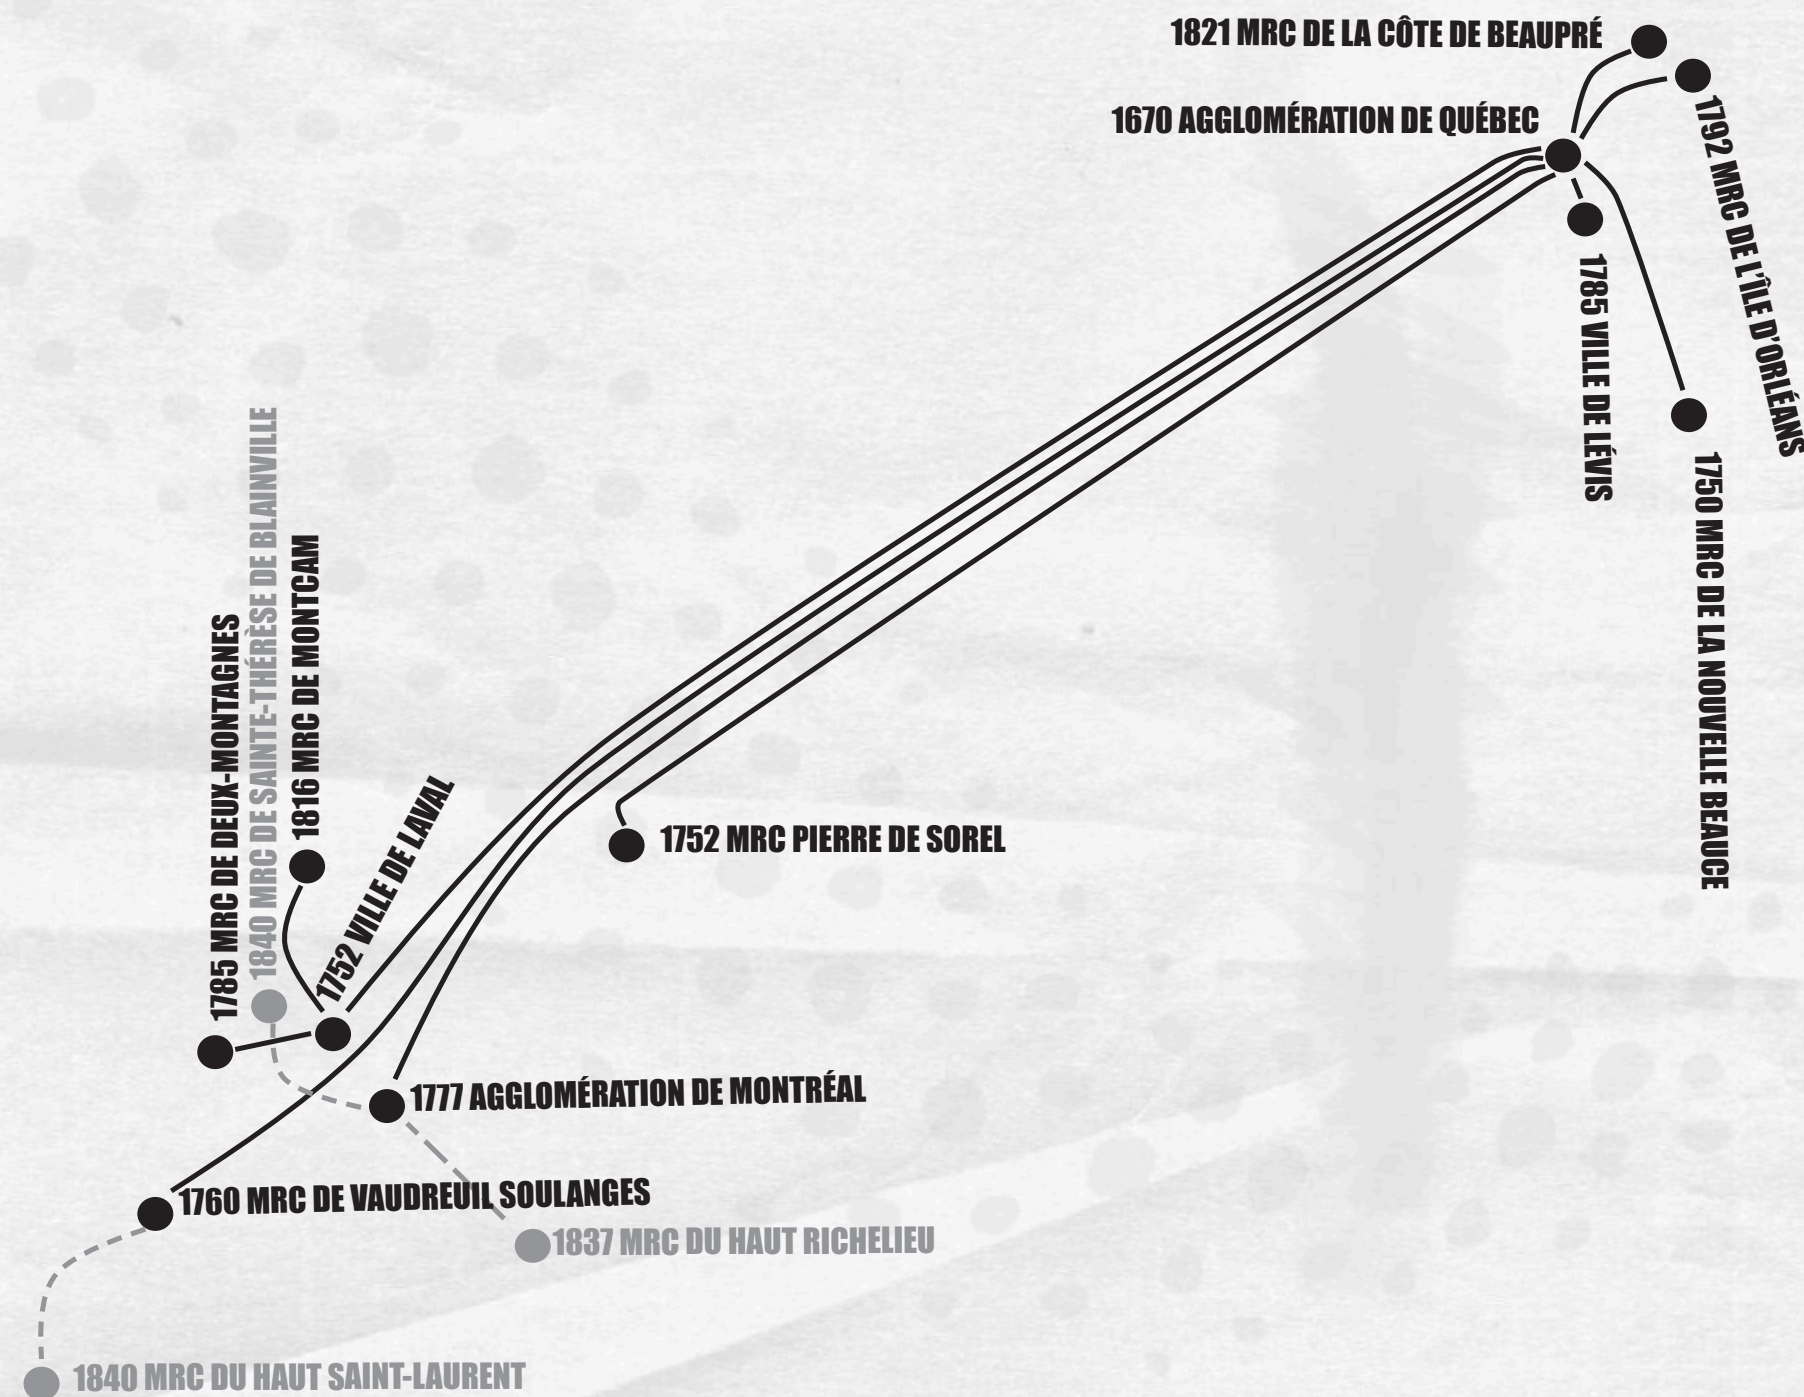 1821 MRC DE LA CÔTE DE BEAUPRÉ
1670 AGGLOMÉRATION DE QUÉBEC
1792 MRC DE L'ÎLE D'ORLÉANS
1785 VILLE DE LÉVIS
1750 MRC DE LA NOUVELLE BEAUCE
1785 MRC DE DEUX-MONTAGNES
1840 MRC DE SAINTE-THÉRÈSE DE BLAINVILLE
1816 MRC DE MONTCAM
1752 VILLE DE LAVAL
1752 MRC PIERRE DE SOREL
1777 AGGLOMÉRATION DE MONTRÉAL
1760 MRC DE VAUDREUIL SOULANGES
1837 MRC DU HAUT RICHELIEU
1840 MRC DU HAUT SAINT-LAURENT